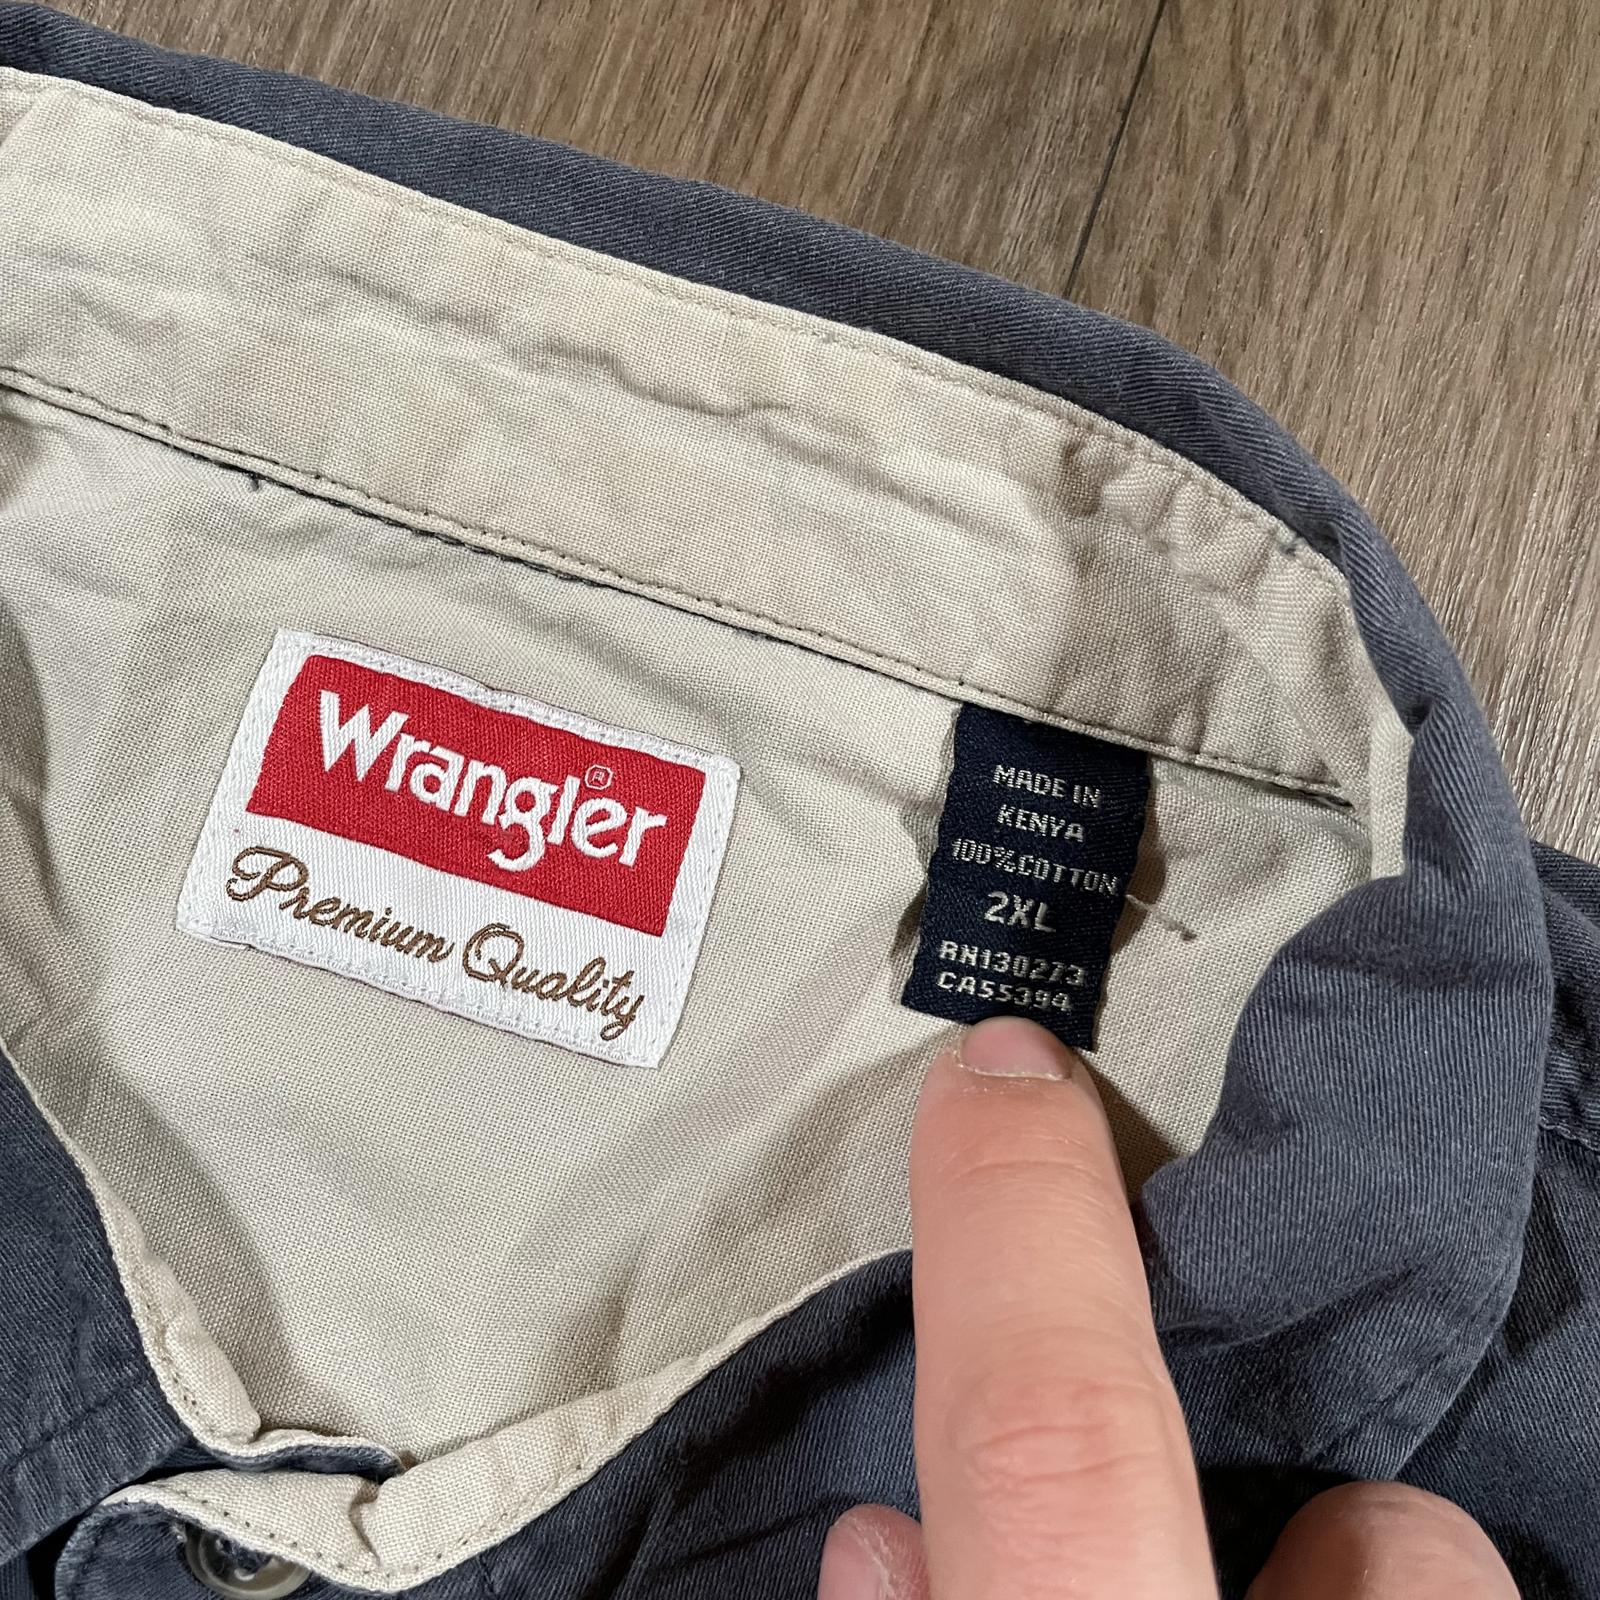 Wrangler®
Premium Quality
MADE IN
KENYA
100%COTTON
2XL
RN130273
CA55394